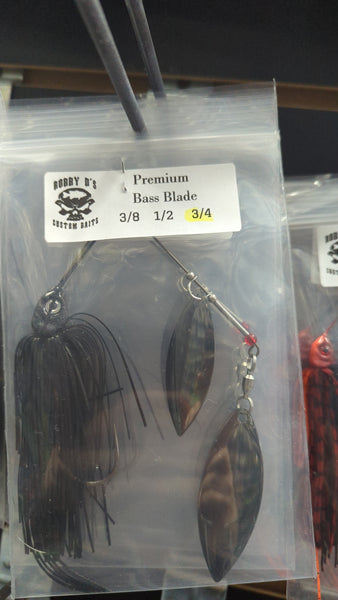 BOBBY D'S
CUSTOM BAITS
Premium
Bass Blade
3/8 1/2 3/4